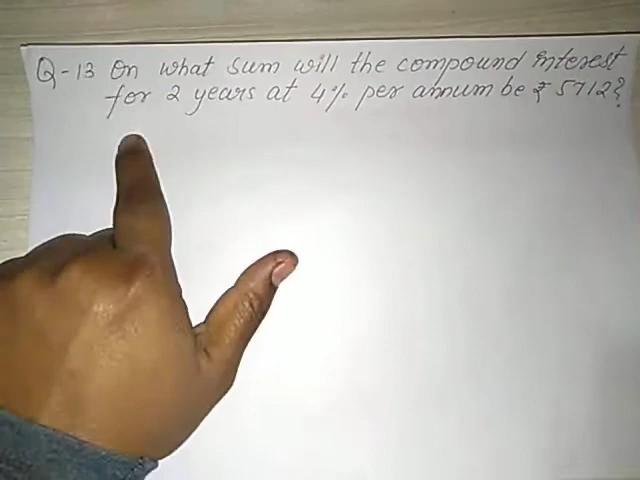 Q-13 On what sum will the compound interest
for 2 years at 4% per annum be ₹ 5712?